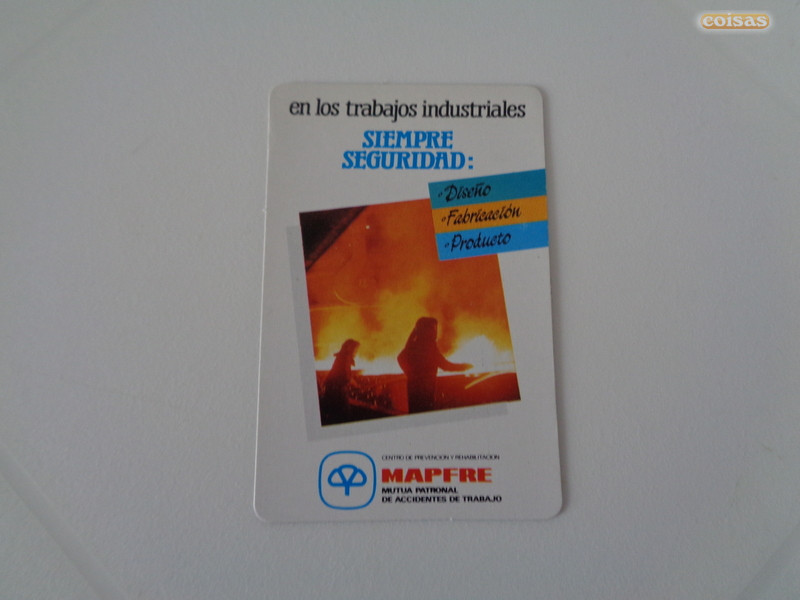 coisas
en los trabajos industriales
SIEMPRE
SEGURIDAD:
- Diseño
- Fabricación
- Producto
CENTRO DE PREVENCION Y REHABILITACION
MAPFRE
MUTUA PATRONAL
DE ACCIDENTES DE TRABAJO